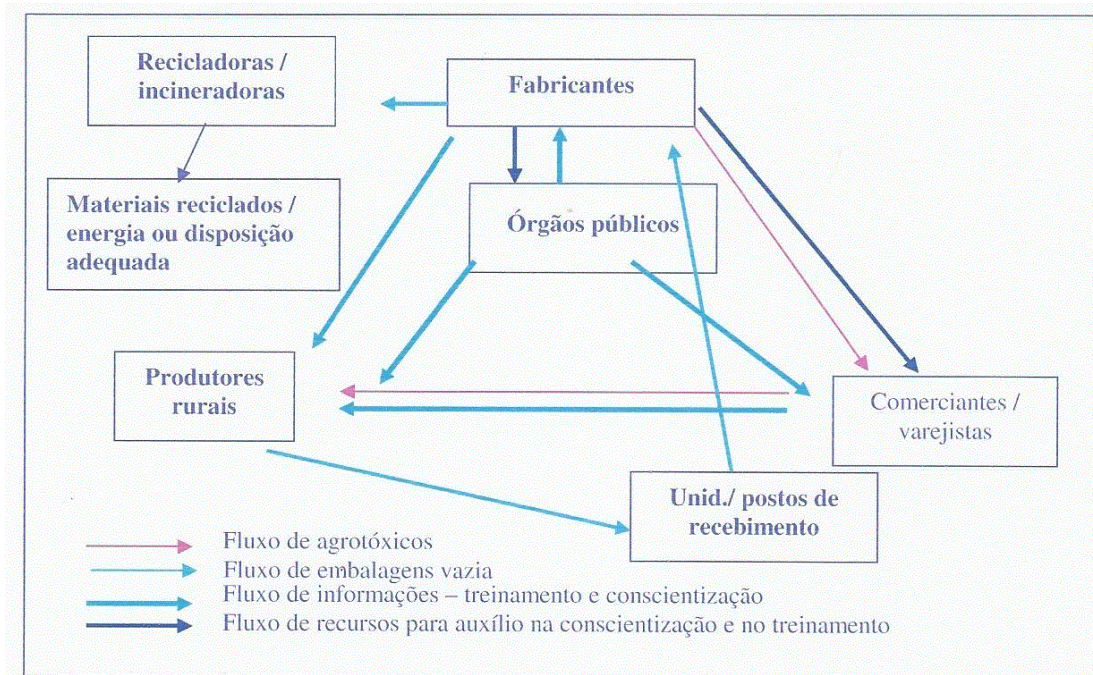 Recicladoras /
incineradoras
Fabricantes
Materiais reciclados /
energia ou disposição
adequada
Órgãos públicos
Produtores
rurais
Comerciantes /
varejistas
Unid./ postos de
recebimento
Fluxo de agrotóxicos
Fluxo de embalagens vazia
Fluxo de informações – treinamento e conscientização
Fluxo de recursos para auxílio na conscientização e no treinamento